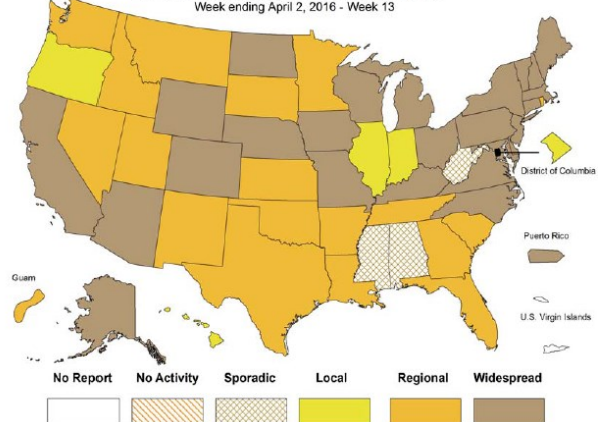 Week ending April 2, 2016 - Week 13
District of Columbia
Puerto Rico
Guam
U.S. Virgin Islands
No Report No Activity Sporadic Local Regional Widespread